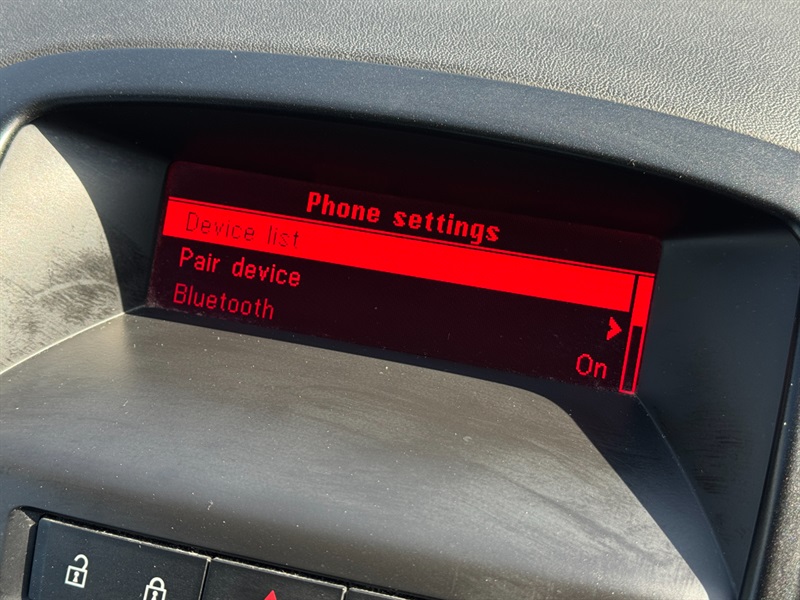 Phone settings
Device list
Pair device
Bluetooth On